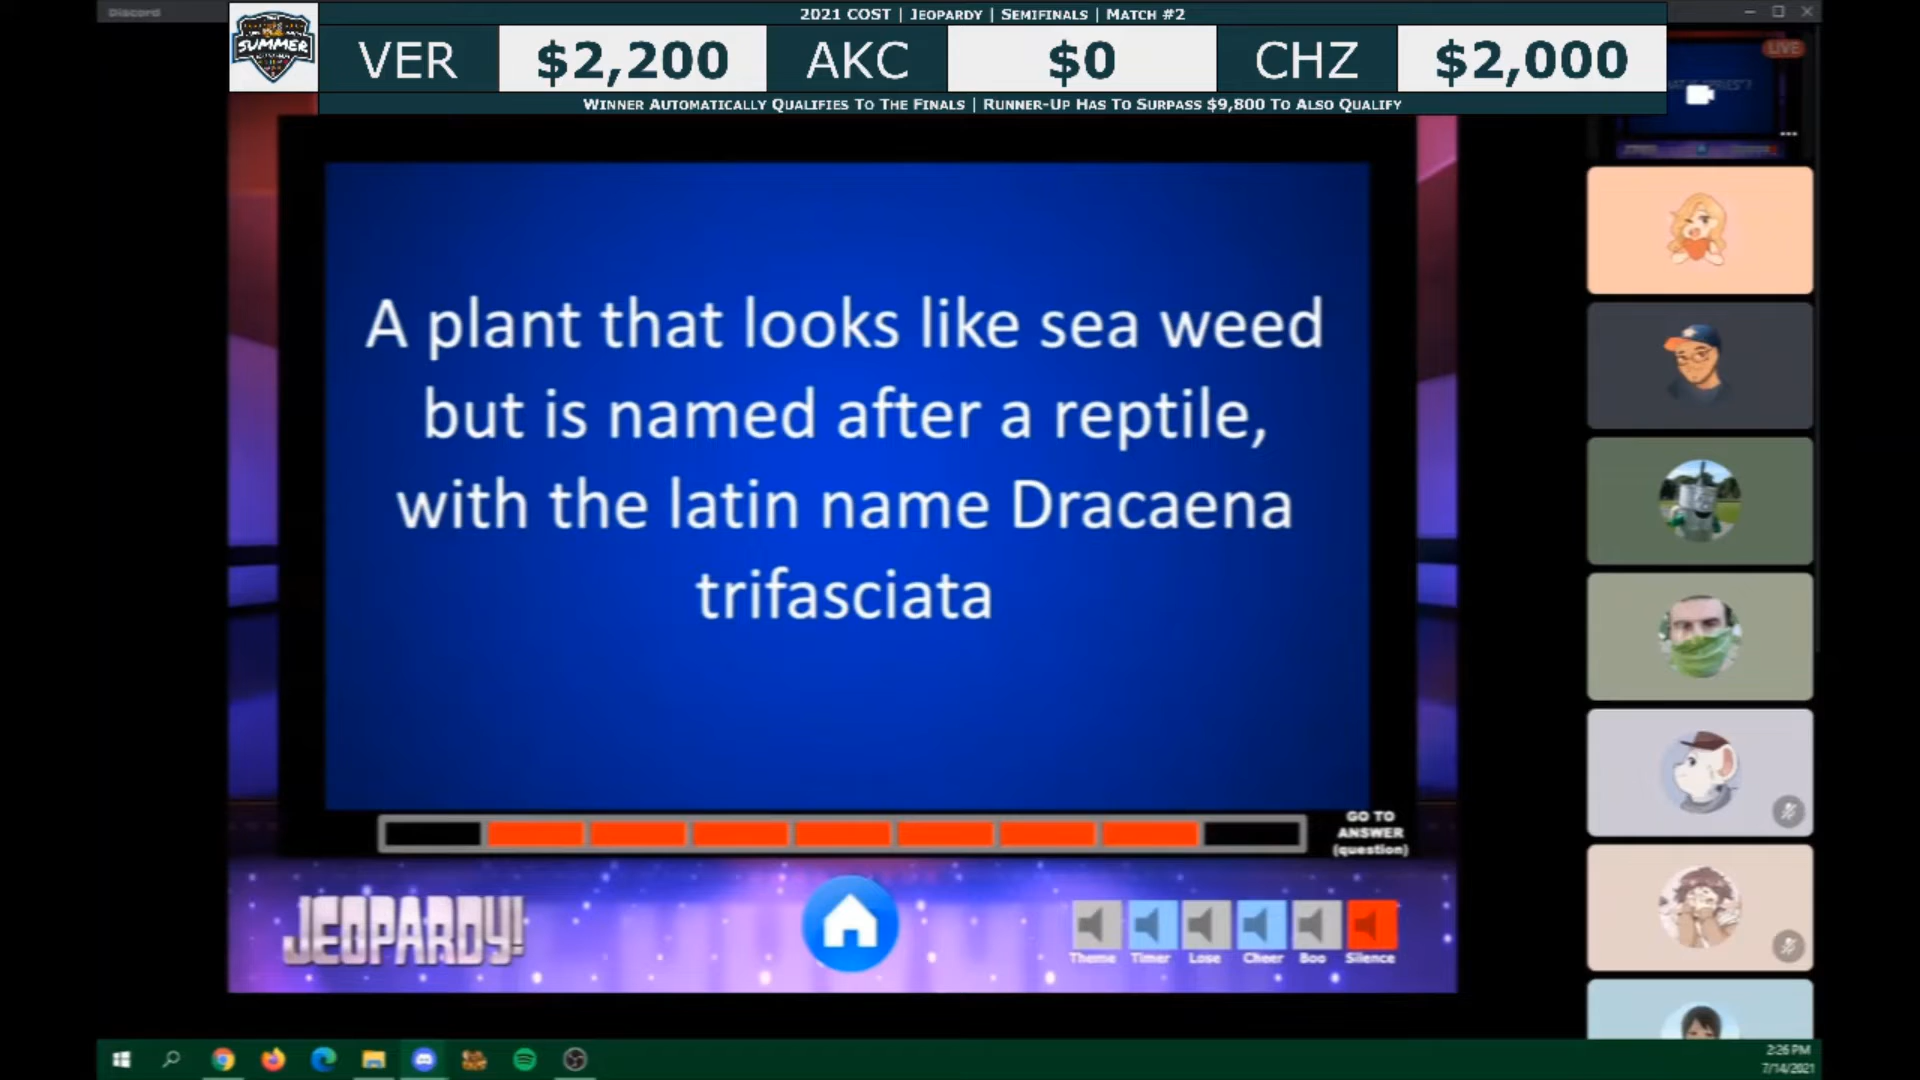 Discord
2021 COST | JEOPARDY | SEMIFINALS | MATCH #2
SUMMER
VER $2,200 AKC $0 CHZ $2,000
LIVE
WINNER AUTOMATICALLY QUALIFIES TO THE FINALS | RUNNER-UP HAS TO SURPASS $9,800 TO ALSO QUALIFY
A plant that looks like sea weed
but is named after a reptile,
with the latin name Dracaena
trifasciata
GO TO
ANSWER
(question)
JEOPARDY!
Theme Timer Lose Cheer Boo Silence
2:26 PM
7/14/2021